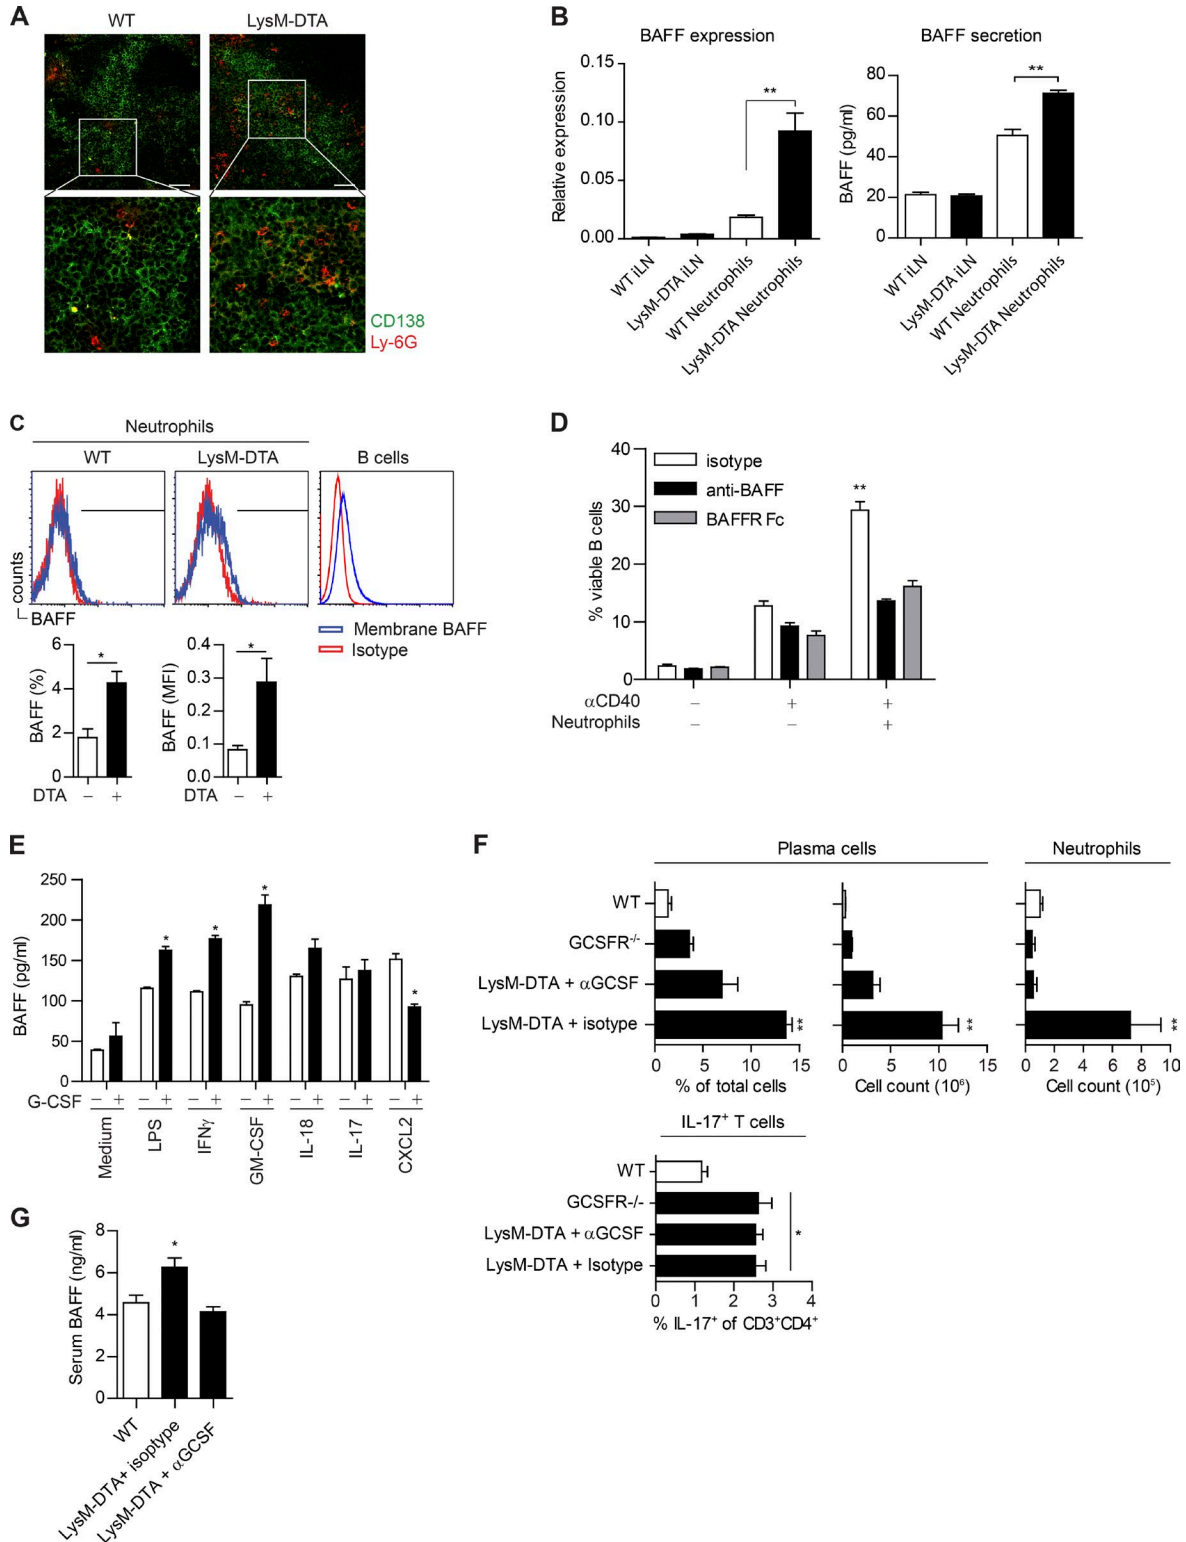 A
WT
LysM-DTA
CD138
Ly-6G
B
BAFF expression
Relative expression
0.15
0.10
0.05
0.00
**
WT iLN
LysM-DTA iLN
WT Neutrophils
LysM-DTA Neutrophils
BAFF secretion
BAFF (pg/ml)
80
60
40
20
0
**
WT iLN
LysM-DTA iLN
WT Neutrophils
LysM-DTA Neutrophils
C
Neutrophils
WT
LysM-DTA
B cells
counts
BAFF
Membrane BAFF
Isotype
BAFF (%)
6
4
2
0
*
DTA − +
BAFF (MFI)
0.4
0.3
0.2
0.1
0.0
*
DTA − +
D
% viable B cells
40
30
20
10
0
isotype
anti-BAFF
BAFFR Fc
**
αCD40 − + +
Neutrophils − − +
E
BAFF (pg/ml)
250
200
150
100
50
0
* * * *
G-CSF − + − + − + − + − + − + − +
Medium
LPS
IFNγ
GM-CSF
IL-18
IL-17
CXCL2
F
Plasma cells
Neutrophils
WT
GCSFR-/-
LysM-DTA + αGCSF
LysM-DTA + isotype
** ** **
0 5 10 15
% of total cells
0 5 10 15
Cell count (10⁶)
0 2 4 6 8 10
Cell count (10⁵)
IL-17⁺ T cells
WT
GCSFR-/-
LysM-DTA + αGCSF
LysM-DTA + Isotype
*
0 1 2 3 4
% IL-17⁺ of CD3⁺CD4⁺
G
Serum BAFF (ng/ml)
8
6
4
2
0
*
WT
LysM-DTA+ isoptype
LysM-DTA + αGCSF